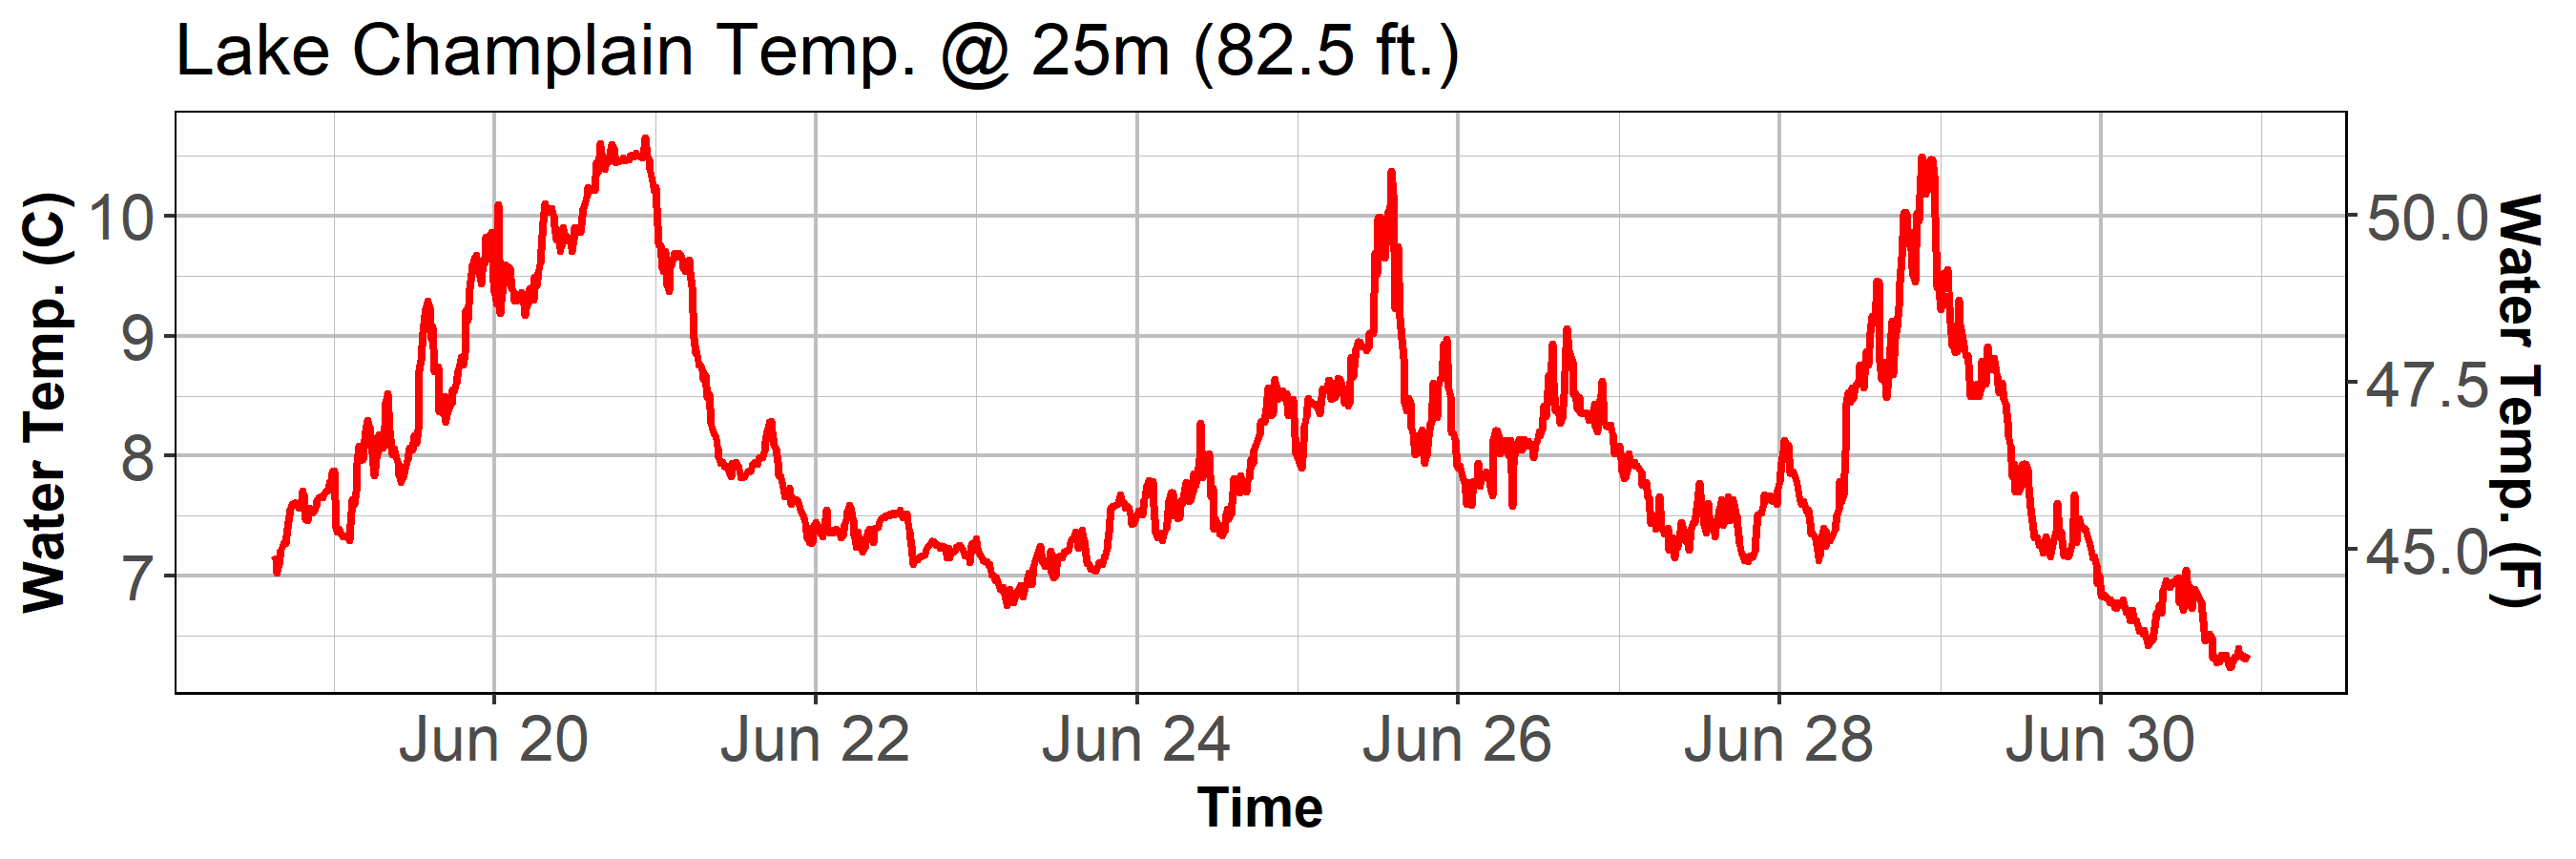 Lake Champlain Temp. @ 25m (82.5 ft.)
Water Temp. (C)
10
9
8
7
50.0
47.5
45.0
Water Temp. (F)
Jun 20 Jun 22 Jun 24 Jun 26 Jun 28 Jun 30
Time